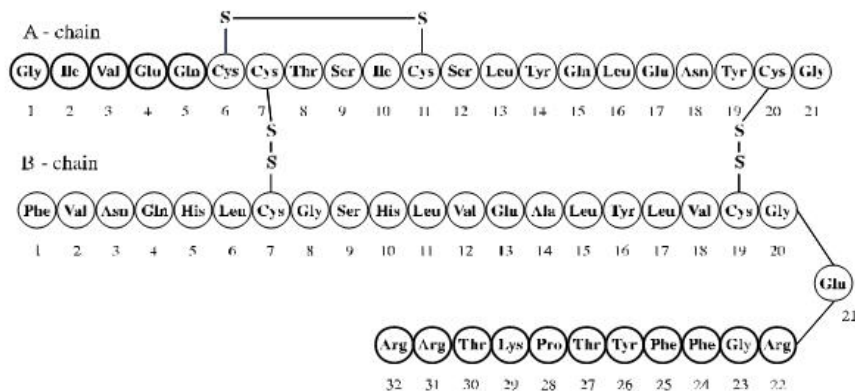 S S
A - chain
Gly Ile Val Glu Gln Cys Cys Thr Ser Ile Cys Ser Leu Tyr Gln Leu Glu Asn Tyr Cys Gly
1 2 3 4 5 6 7 8 9 10 11 12 13 14 15 16 17 18 19 20 21
S S
S S
B - chain
Phe Val Asn Gln His Leu Cys Gly Ser His Leu Val Glu Ala Leu Tyr Leu Val Cys Gly
1 2 3 4 5 6 7 8 9 10 11 12 13 14 15 16 17 18 19 20
Glu
21
Arg Arg Thr Lys Pro Thr Tyr Phe Phe Gly Arg
32 31 30 29 28 27 26 25 24 23 22